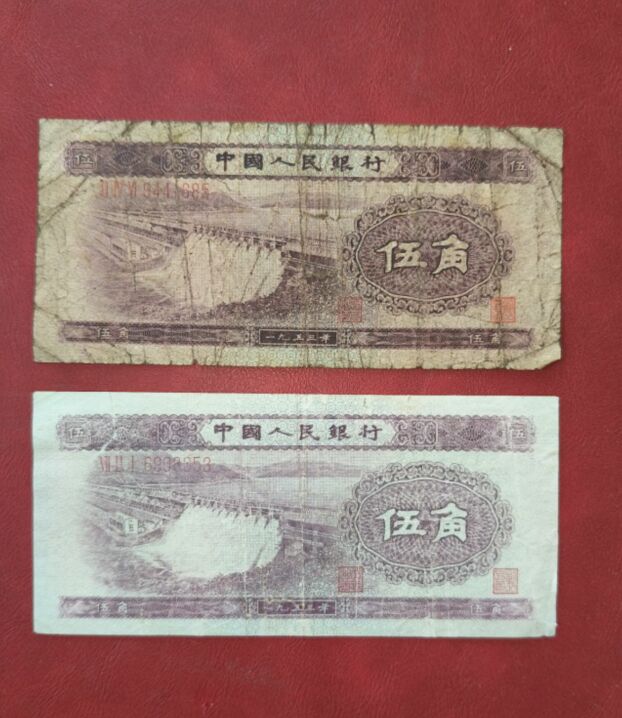 伍 中國人民銀行 伍
伍角
伍角 一九五三年 伍角
伍 中國人民銀行 伍
伍角
伍角 一九五三年 伍角